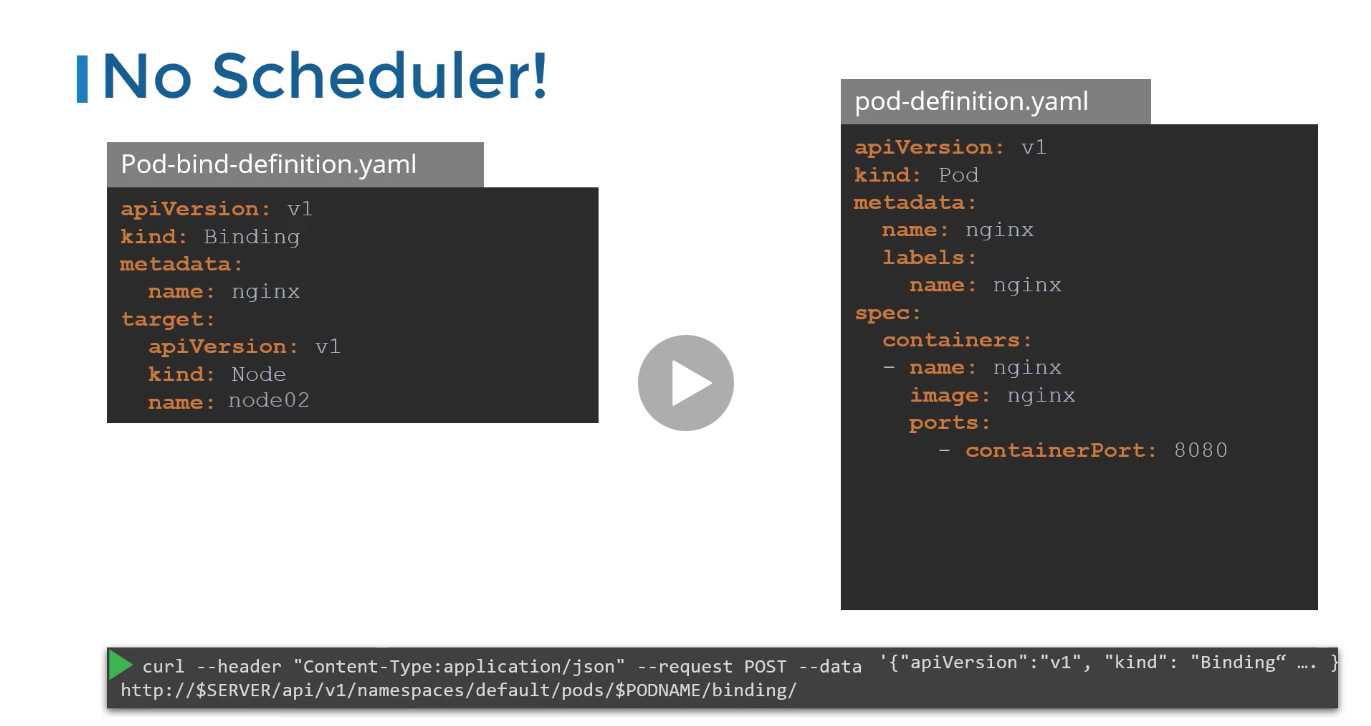 No Scheduler!
Pod-bind-definition.yaml
apiVersion: v1
kind: Binding
metadata:
  name: nginx
target:
  apiVersion: v1
  kind: Node
  name: node02
pod-definition.yaml
apiVersion: v1
kind: Pod
metadata:
  name: nginx
  labels:
    name: nginx
spec:
  containers:
  - name: nginx
    image: nginx
    ports:
      - containerPort: 8080
curl --header "Content-Type:application/json" --request POST --data '{"apiVersion":"v1", "kind": "Binding“ …. }
http://$SERVER/api/v1/namespaces/default/pods/$PODNAME/binding/